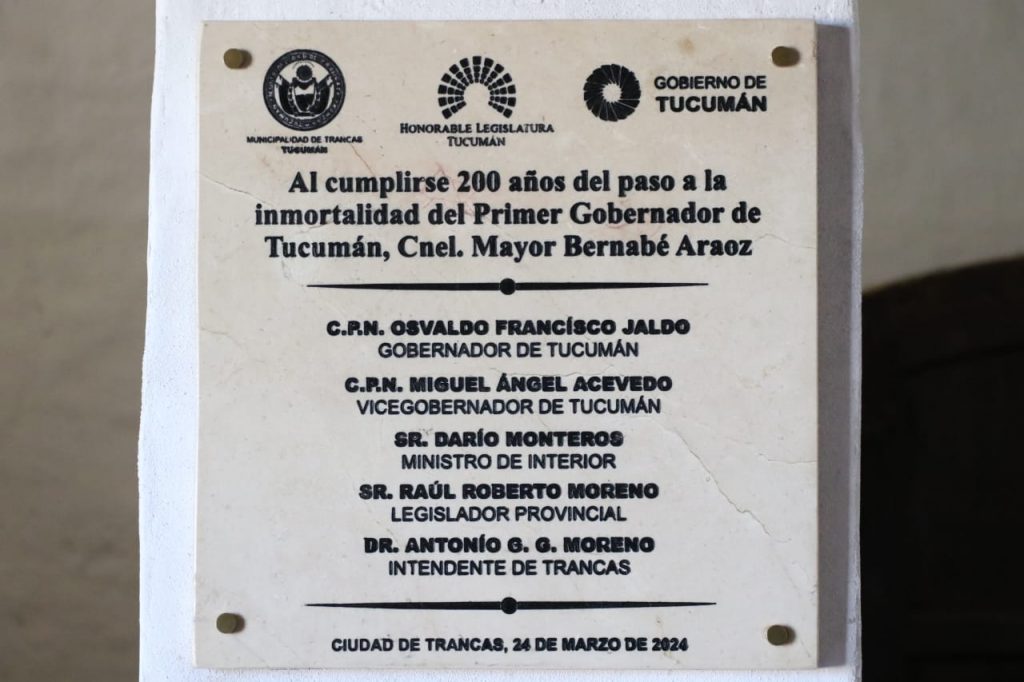 MUNICIPALIDAD DE TRANCAS
TUCUMÁN
HONORABLE LEGISLATURA
TUCUMÁN
GOBIERNO DE
TUCUMÁN
Al cumplirse 200 años del paso a la
inmortalidad del Primer Gobernador de
Tucumán, Cnel. Mayor Bernabé Araoz
C.P.N. OSVALDO FRANCÍSCO JALDO
GOBERNADOR DE TUCUMÁN
C.P.N. MIGUEL ÁNGEL ACEVEDO
VICEGOBERNADOR DE TUCUMÁN
SR. DARÍO MONTEROS
MINISTRO DE INTERIOR
SR. RAÚL ROBERTO MORENO
LEGISLADOR PROVINCIAL
DR. ANTONÍO G. G. MORENO
INTENDENTE DE TRANCAS
CIUDAD DE TRANCAS, 24 DE MARZO DE 2024